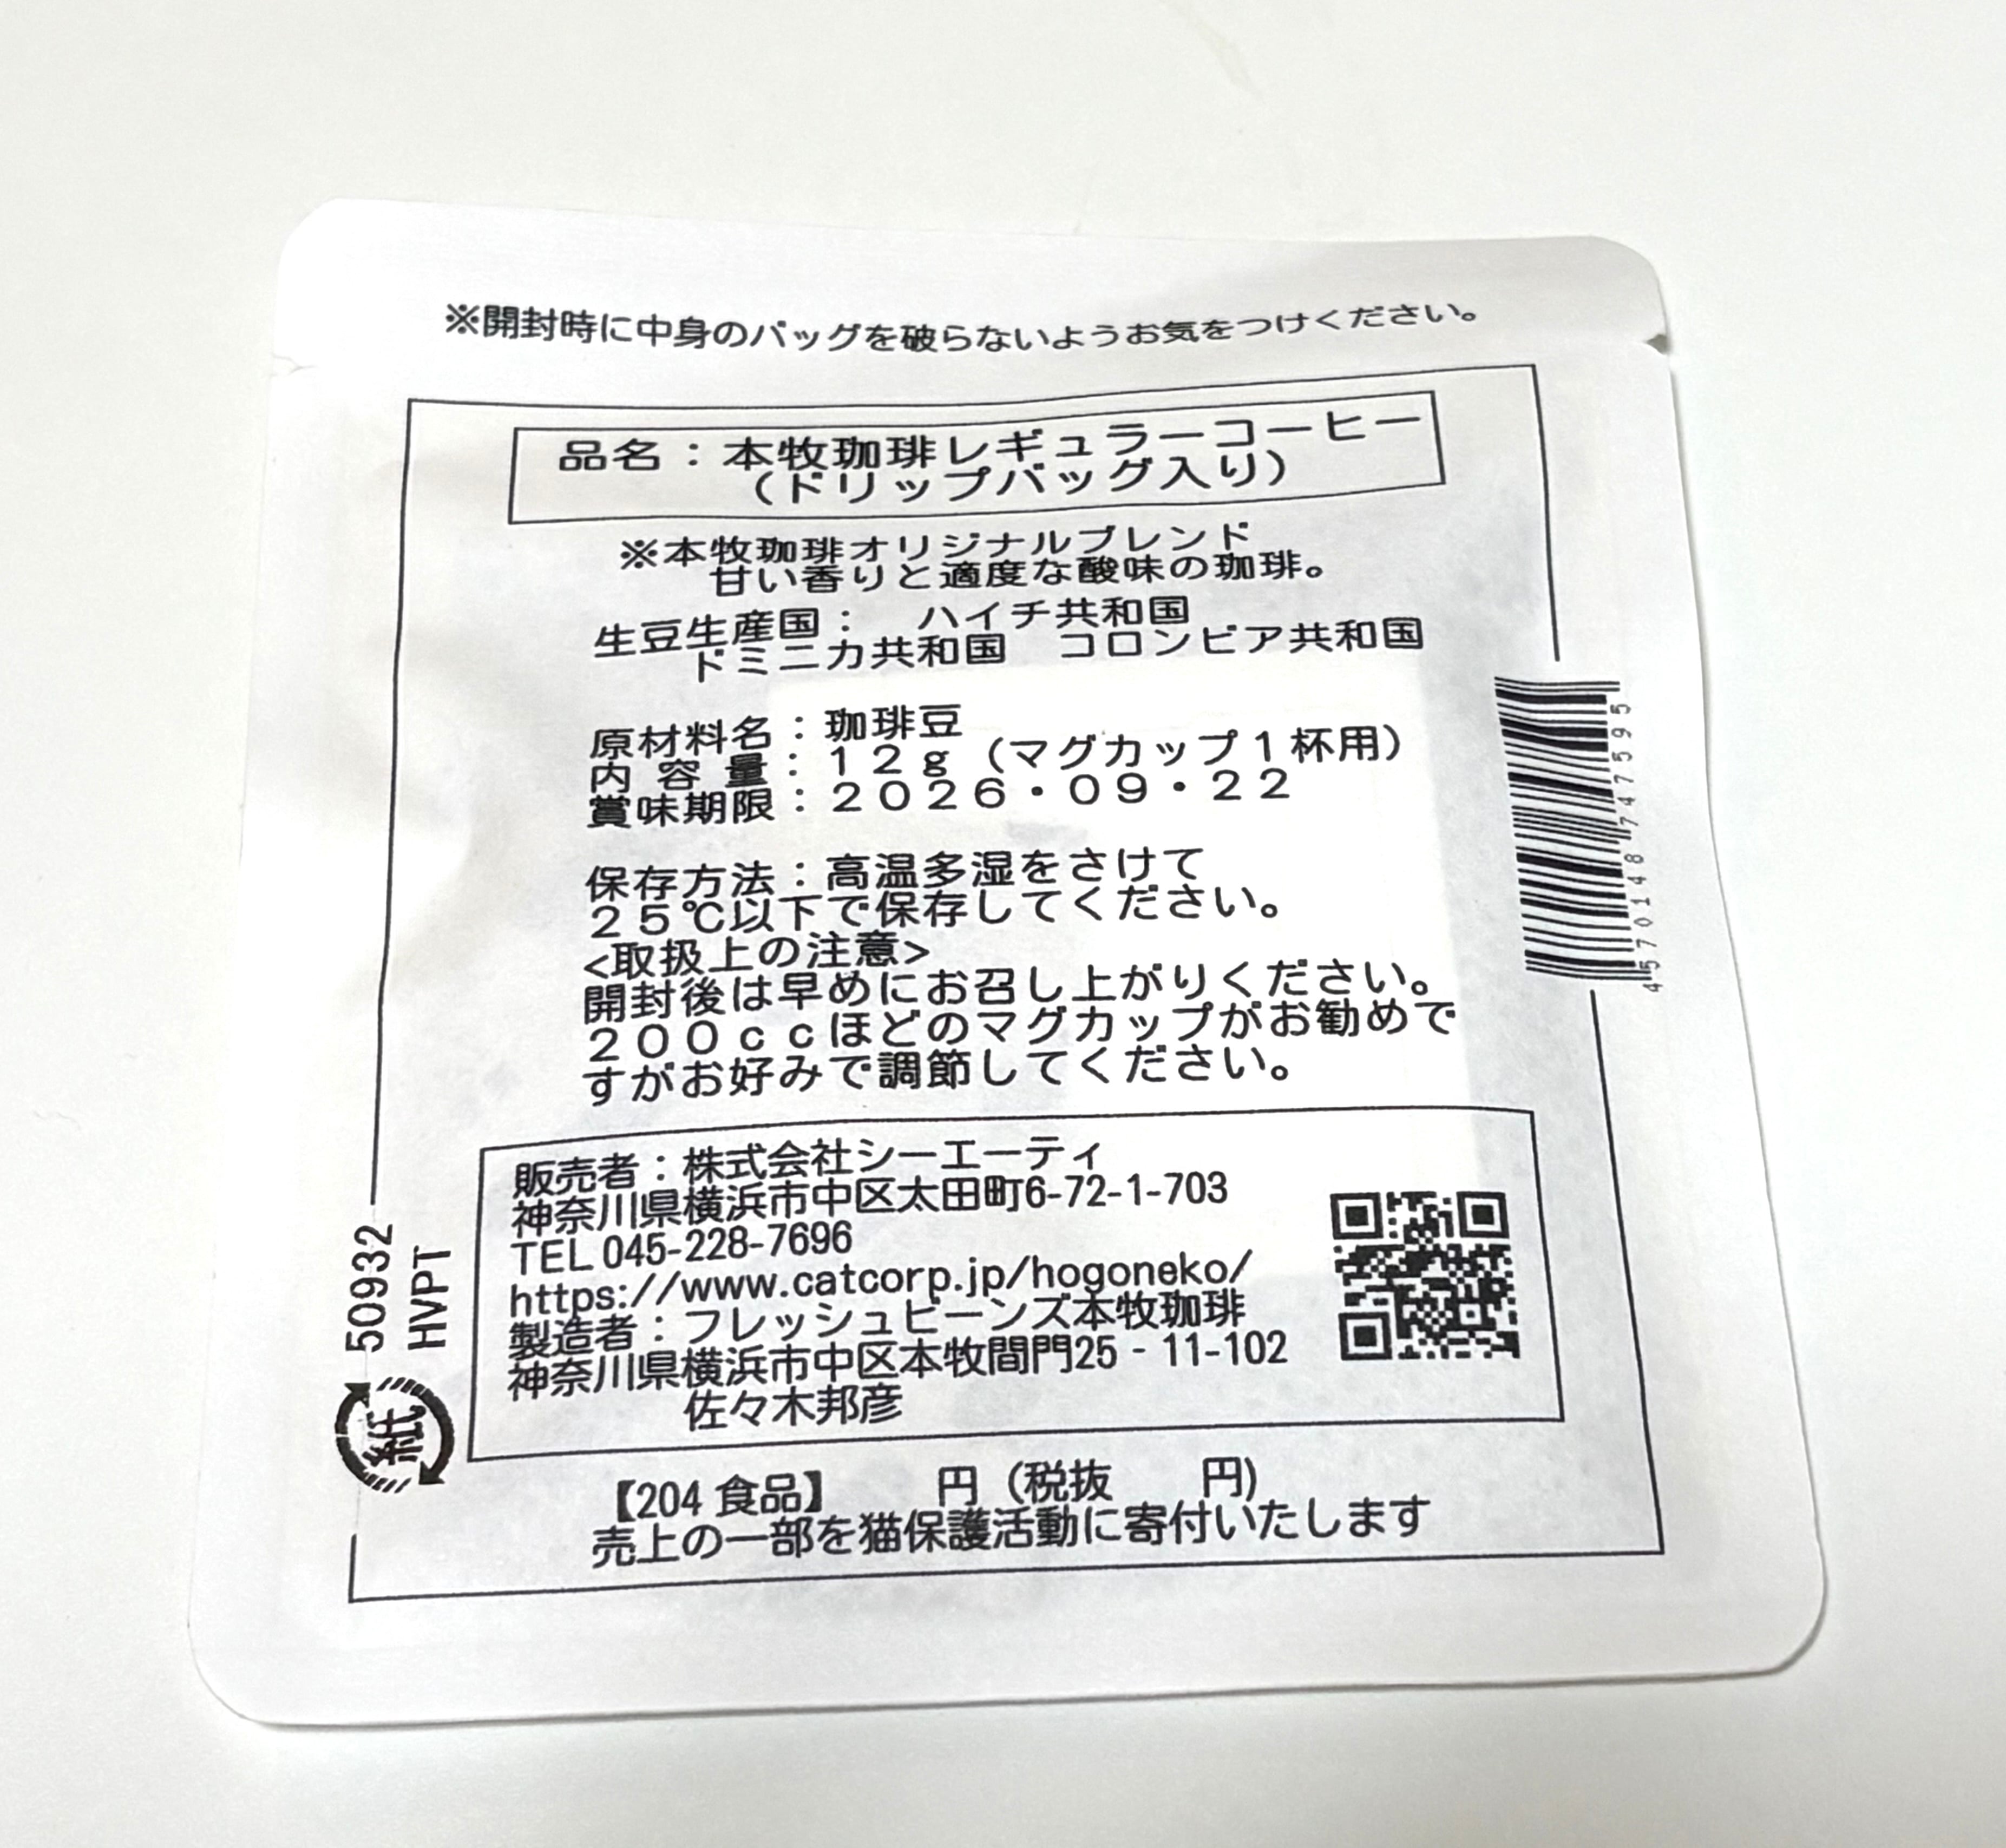 ※開封時に中身のバッグを破らないようお気をつけください。
品名：本牧珈琲レギュラーコーヒー
（ドリップバッグ入り）
※本牧珈琲オリジナルブレンド
甘い香りと適度な酸味の珈琲。
生豆生産国：　ハイチ共和国
ドミニカ共和国　コロンビア共和国
原材料名：珈琲豆
内 容 量：１２ｇ（マグカップ１杯用）
賞味期限：２０２６・０９・２２
保存方法：高温多湿をさけて
２５℃以下で保存してください。
<取扱上の注意>
開封後は早めにお召し上がりください。
２００ｃｃほどのマグカップがお勧めで
すがお好みで調節してください。
4570148747595
販売者：株式会社シーエーティ
神奈川県横浜市中区太田町6-72-1-703
TEL 045-228-7696
https://www.catcorp.jp/hogoneko/
製造者：フレッシュビーンズ本牧珈琲
神奈川県横浜市中区本牧間門25‐11-102
佐々木邦彦
50932
HVPT
紙
【204 食品】　　円（税抜　　円）
売上の一部を猫保護活動に寄付いたします